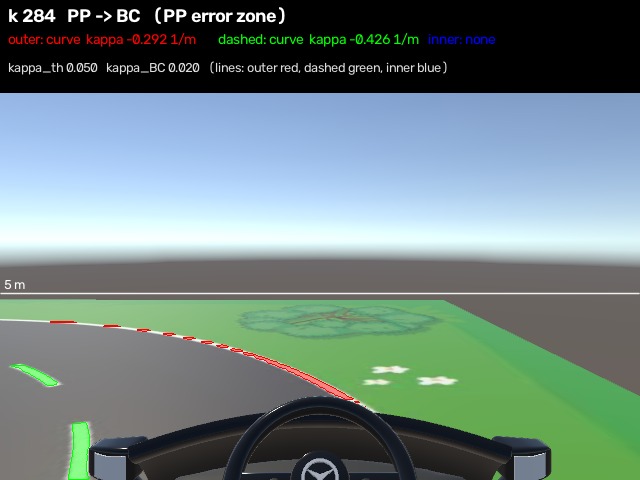 k 284 PP -> BC (PP error zone)
outer: curve kappa -0.292 1/m dashed: curve kappa -0.426 1/m inner: none
kappa_th 0.050 kappa_BC 0.020 (lines: outer red, dashed green, inner blue)
5 m